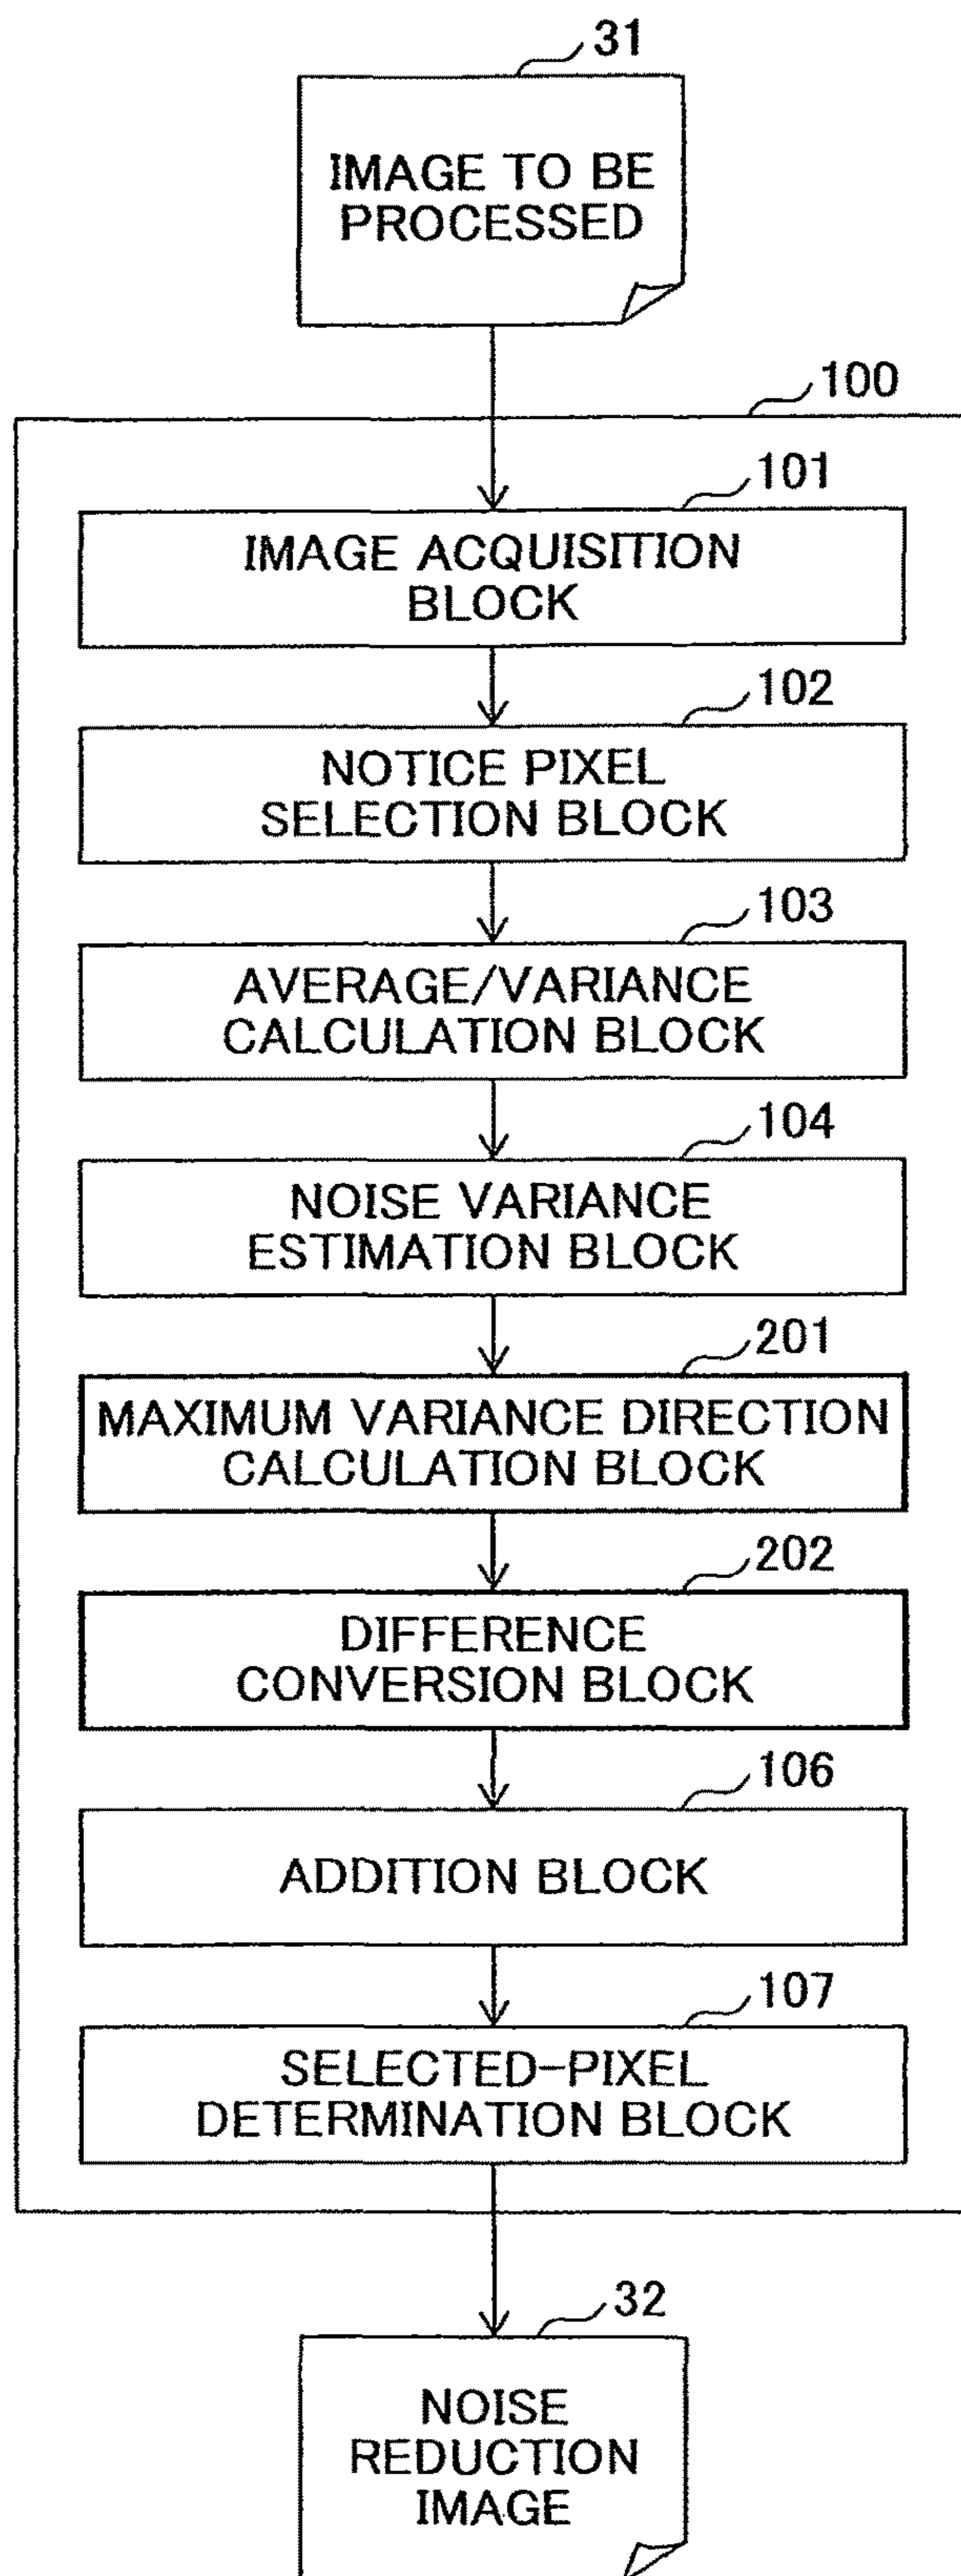 31
IMAGE TO BE
PROCESSED
100
101
IMAGE ACQUISITION
BLOCK
102
NOTICE PIXEL
SELECTION BLOCK
103
AVERAGE/VARIANCE
CALCULATION BLOCK
104
NOISE VARIANCE
ESTIMATION BLOCK
201
MAXIMUM VARIANCE DIRECTION
CALCULATION BLOCK
202
DIFFERENCE
CONVERSION BLOCK
106
ADDITION BLOCK
107
SELECTED-PIXEL
DETERMINATION BLOCK
32
NOISE
REDUCTION
IMAGE